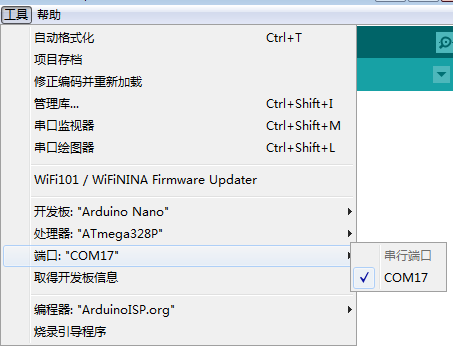 工具 帮助
自动格式化 Ctrl+T
项目存档
修正编码并重新加载
管理库... Ctrl+Shift+I
串口监视器 Ctrl+Shift+M
串口绘图器 Ctrl+Shift+L
WiFi101 / WiFiNINA Firmware Updater
开发板: "Arduino Nano"
处理器: "ATmega328P"
端口: "COM17"
串行端口
COM17
取得开发板信息
编程器: "ArduinoISP.org"
烧录引导程序